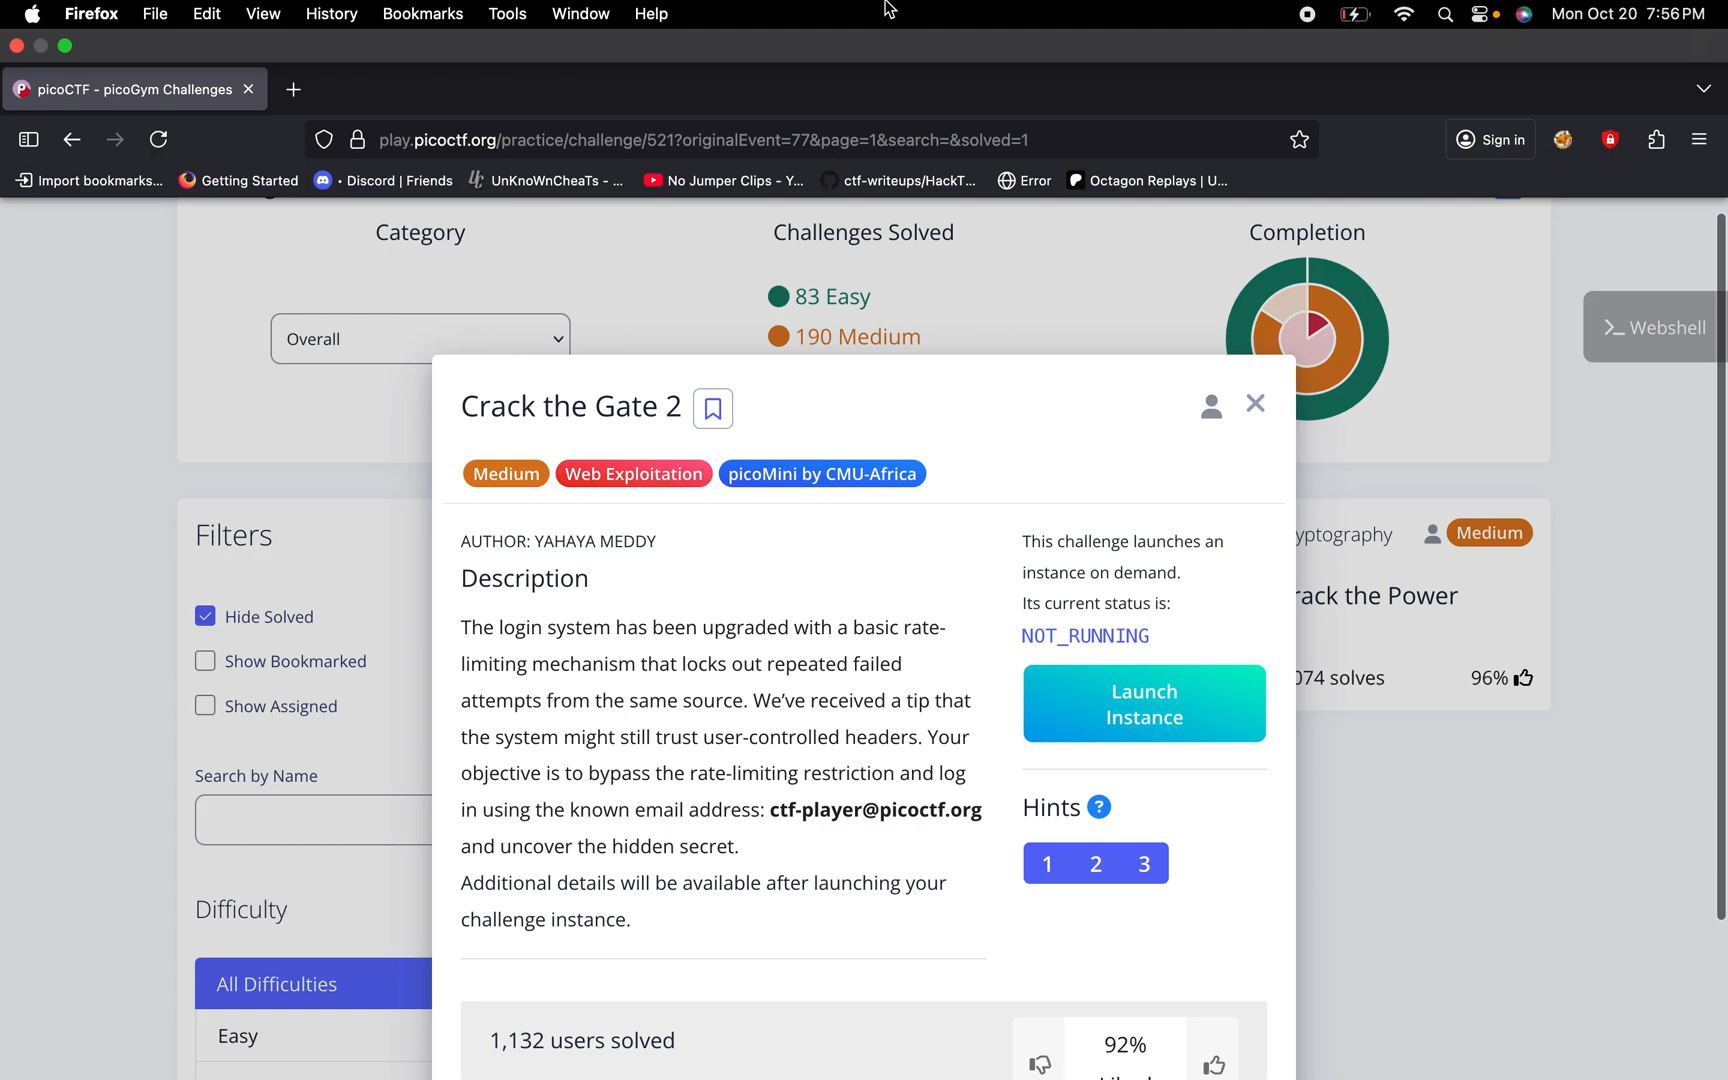 Firefox File Edit View History Bookmarks Tools Window Help Mon Oct 20 7:56 PM
picoCTF - picoGym Challenges
play.picoctf.org/practice/challenge/521?originalEvent=77&page=1&search=&solved=1 Sign in
Import bookmarks... Getting Started • Discord | Friends UnKnoWnCheaTs - ... No Jumper Clips - Y... ctf-writeups/HackT... Error Octagon Replays | U...
Category Challenges Solved Completion
83 Easy
190 Medium
Overall
>_ Webshell
Crack the Gate 2
Medium Web Exploitation picoMini by CMU-Africa
Filters
Hide Solved
Show Bookmarked
Show Assigned
Search by Name
Difficulty
All Difficulties
Easy
AUTHOR: YAHAYA MEDDY
Description
The login system has been upgraded with a basic rate-
limiting mechanism that locks out repeated failed
attempts from the same source. We've received a tip that
the system might still trust user-controlled headers. Your
objective is to bypass the rate-limiting restriction and log
in using the known email address: ctf-player@picoctf.org
and uncover the hidden secret.
Additional details will be available after launching your
challenge instance.
This challenge launches an
instance on demand.
Its current status is:
NOT_RUNNING
Launch
Instance
Hints ?
1 2 3
1,132 users solved
92%
yptography Medium
rack the Power
074 solves 96%